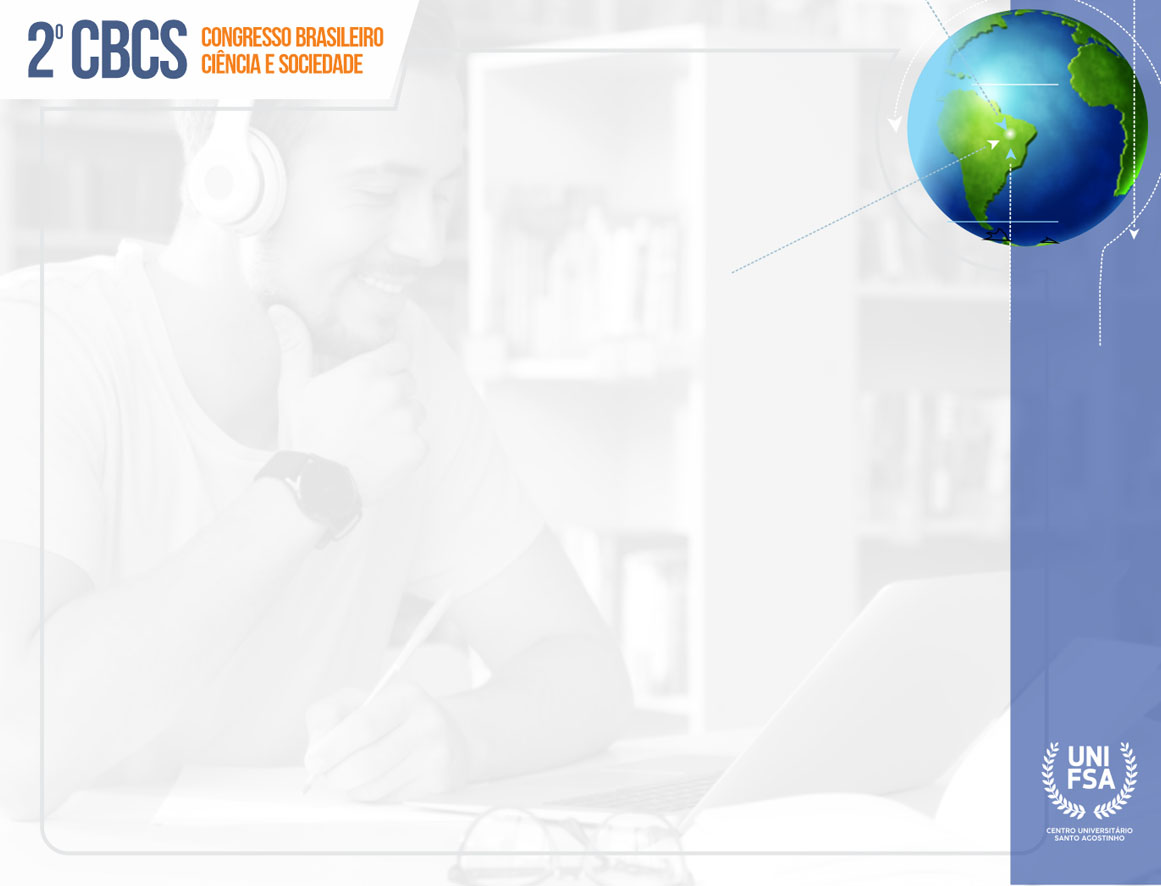 2º CBCS
CONGRESSO BRASILEIRO
CIÊNCIA E SOCIEDADE
UNI
FSA
CENTRO UNIVERSITÁRIO
SANTO AGOSTINHO